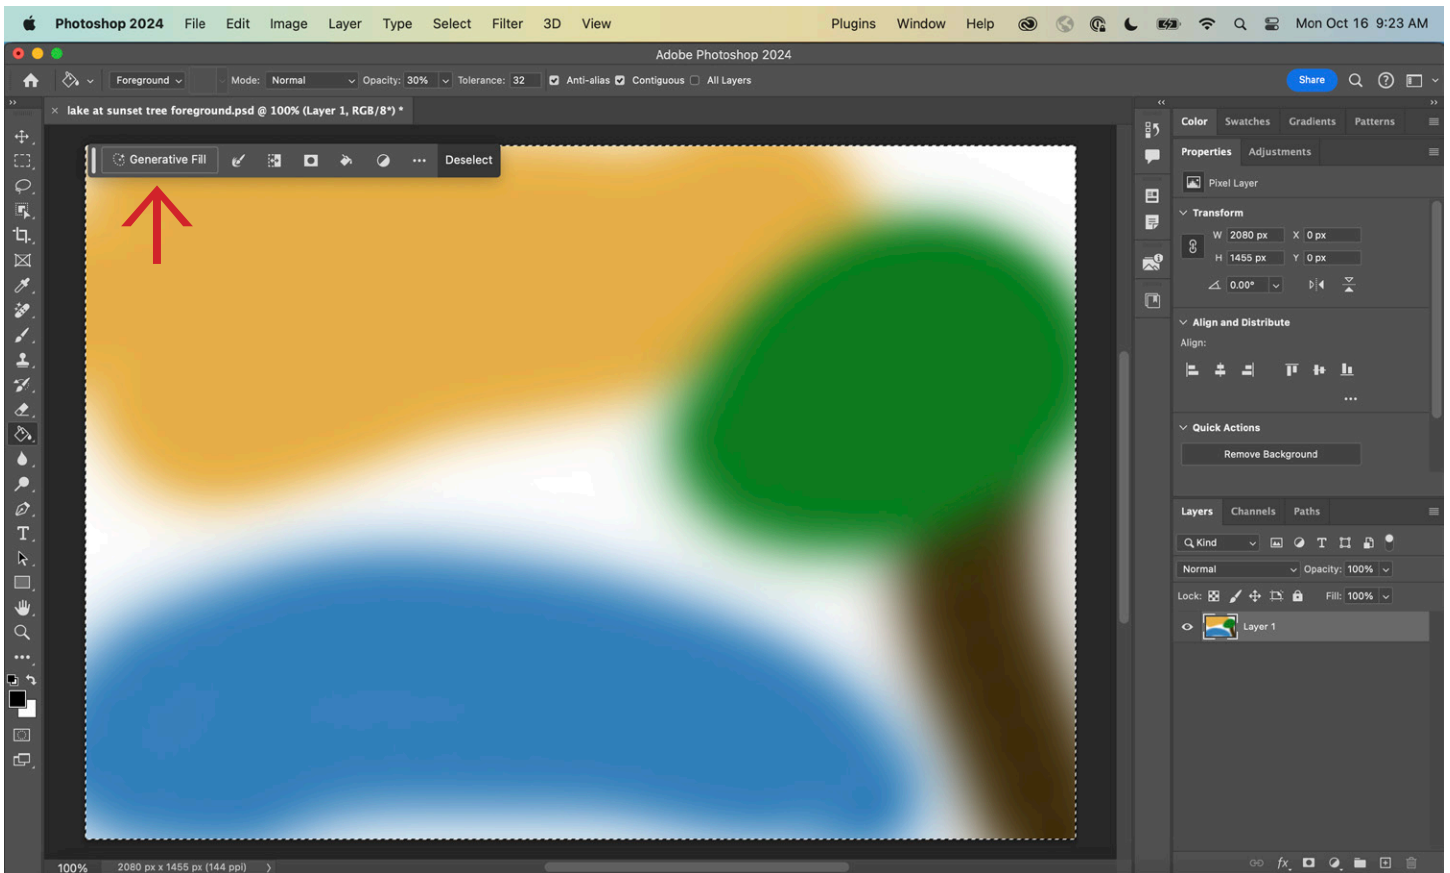 Photoshop 2024 File Edit Image Layer Type Select Filter 3D View Plugins Window Help Mon Oct 16 9:23 AM
Adobe Photoshop 2024
Foreground Mode: Normal Opacity: 30% Tolerance: 32 Anti-alias Contiguous All Layers Share
× lake at sunset tree foreground.psd @ 100% (Layer 1, RGB/8*) *
Generative Fill Deselect
Color Swatches Gradients Patterns
Properties Adjustments
Pixel Layer
Transform
W 2080 px X 0 px
H 1455 px Y 0 px
0.00°
Align and Distribute
Align:
Quick Actions
Remove Background
Layers Channels Paths
Kind
Normal Opacity: 100%
Lock: Fill: 100%
Layer 1
100% 2080 px x 1455 px (144 ppi)